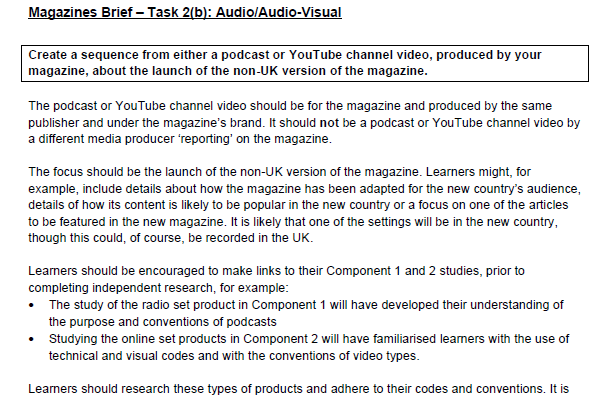 Magazines Brief – Task 2(b): Audio/Audio-Visual
Create a sequence from either a podcast or YouTube channel video, produced by your
magazine, about the launch of the non-UK version of the magazine.
The podcast or YouTube channel video should be for the magazine and produced by the same
publisher and under the magazine's brand. It should not be a podcast or YouTube channel video by
a different media producer 'reporting' on the magazine.
The focus should be the launch of the non-UK version of the magazine. Learners might, for
example, include details about how the magazine has been adapted for the new country's audience,
details of how its content is likely to be popular in the new country or a focus on one of the articles
to be featured in the new magazine. It is likely that one of the settings will be in the new country,
though this could, of course, be recorded in the UK.
Learners should be encouraged to make links to their Component 1 and 2 studies, prior to
completing independent research, for example:
• The study of the radio set product in Component 1 will have developed their understanding of
the purpose and conventions of podcasts
• Studying the online set products in Component 2 will have familiarised learners with the use of
technical and visual codes and with the conventions of video types.
Learners should research these types of products and adhere to their codes and conventions. It is